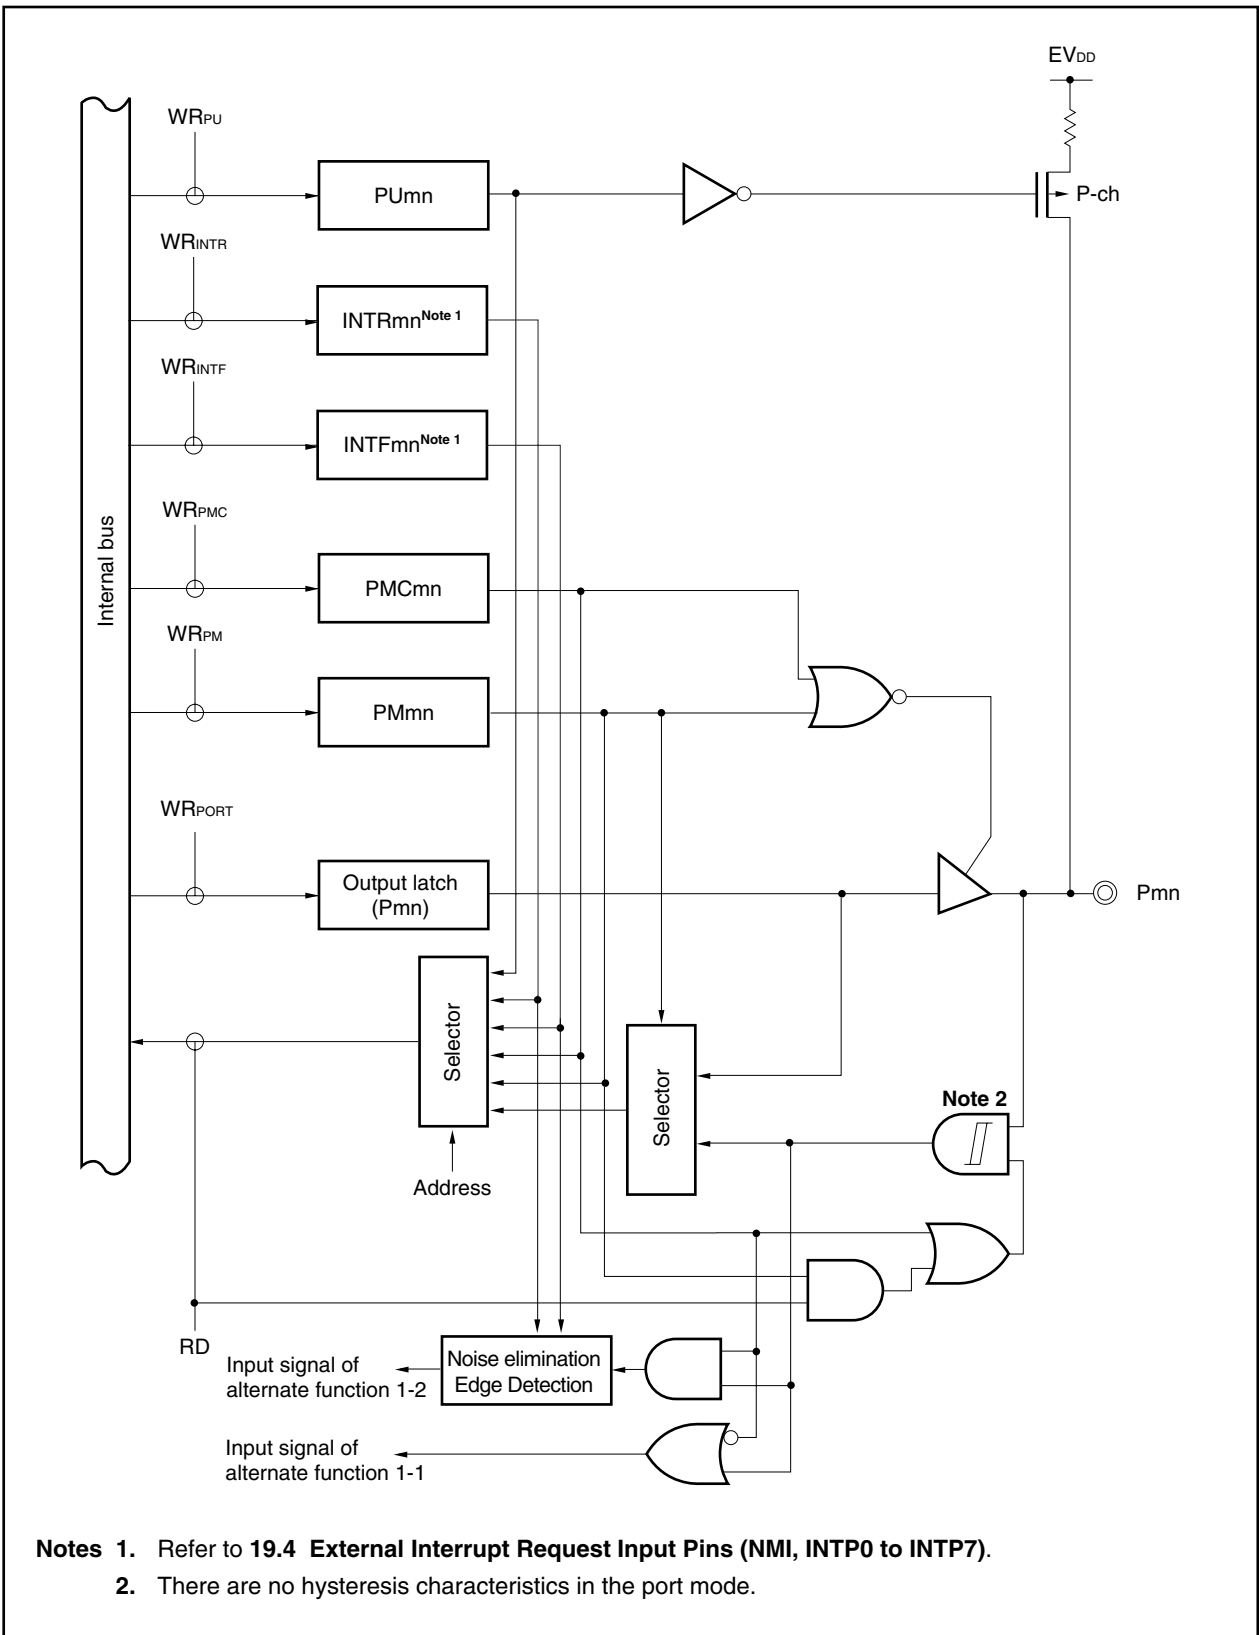 EVDD
WRPU
PUmn
P-ch
WRINTR
INTRmnNote 1
WRINTF
INTFmnNote 1
WRPMC
Internal bus
PMCmn
WRPM
PMmn
WRPORT
Output latch
(Pmn)
Pmn
Selector
Selector
Note 2
Address
RD
Input signal of
alternate function 1-2
Noise elimination
Edge Detection
Input signal of
alternate function 1-1
Notes 1. Refer to 19.4 External Interrupt Request Input Pins (NMI, INTP0 to INTP7).
2. There are no hysteresis characteristics in the port mode.